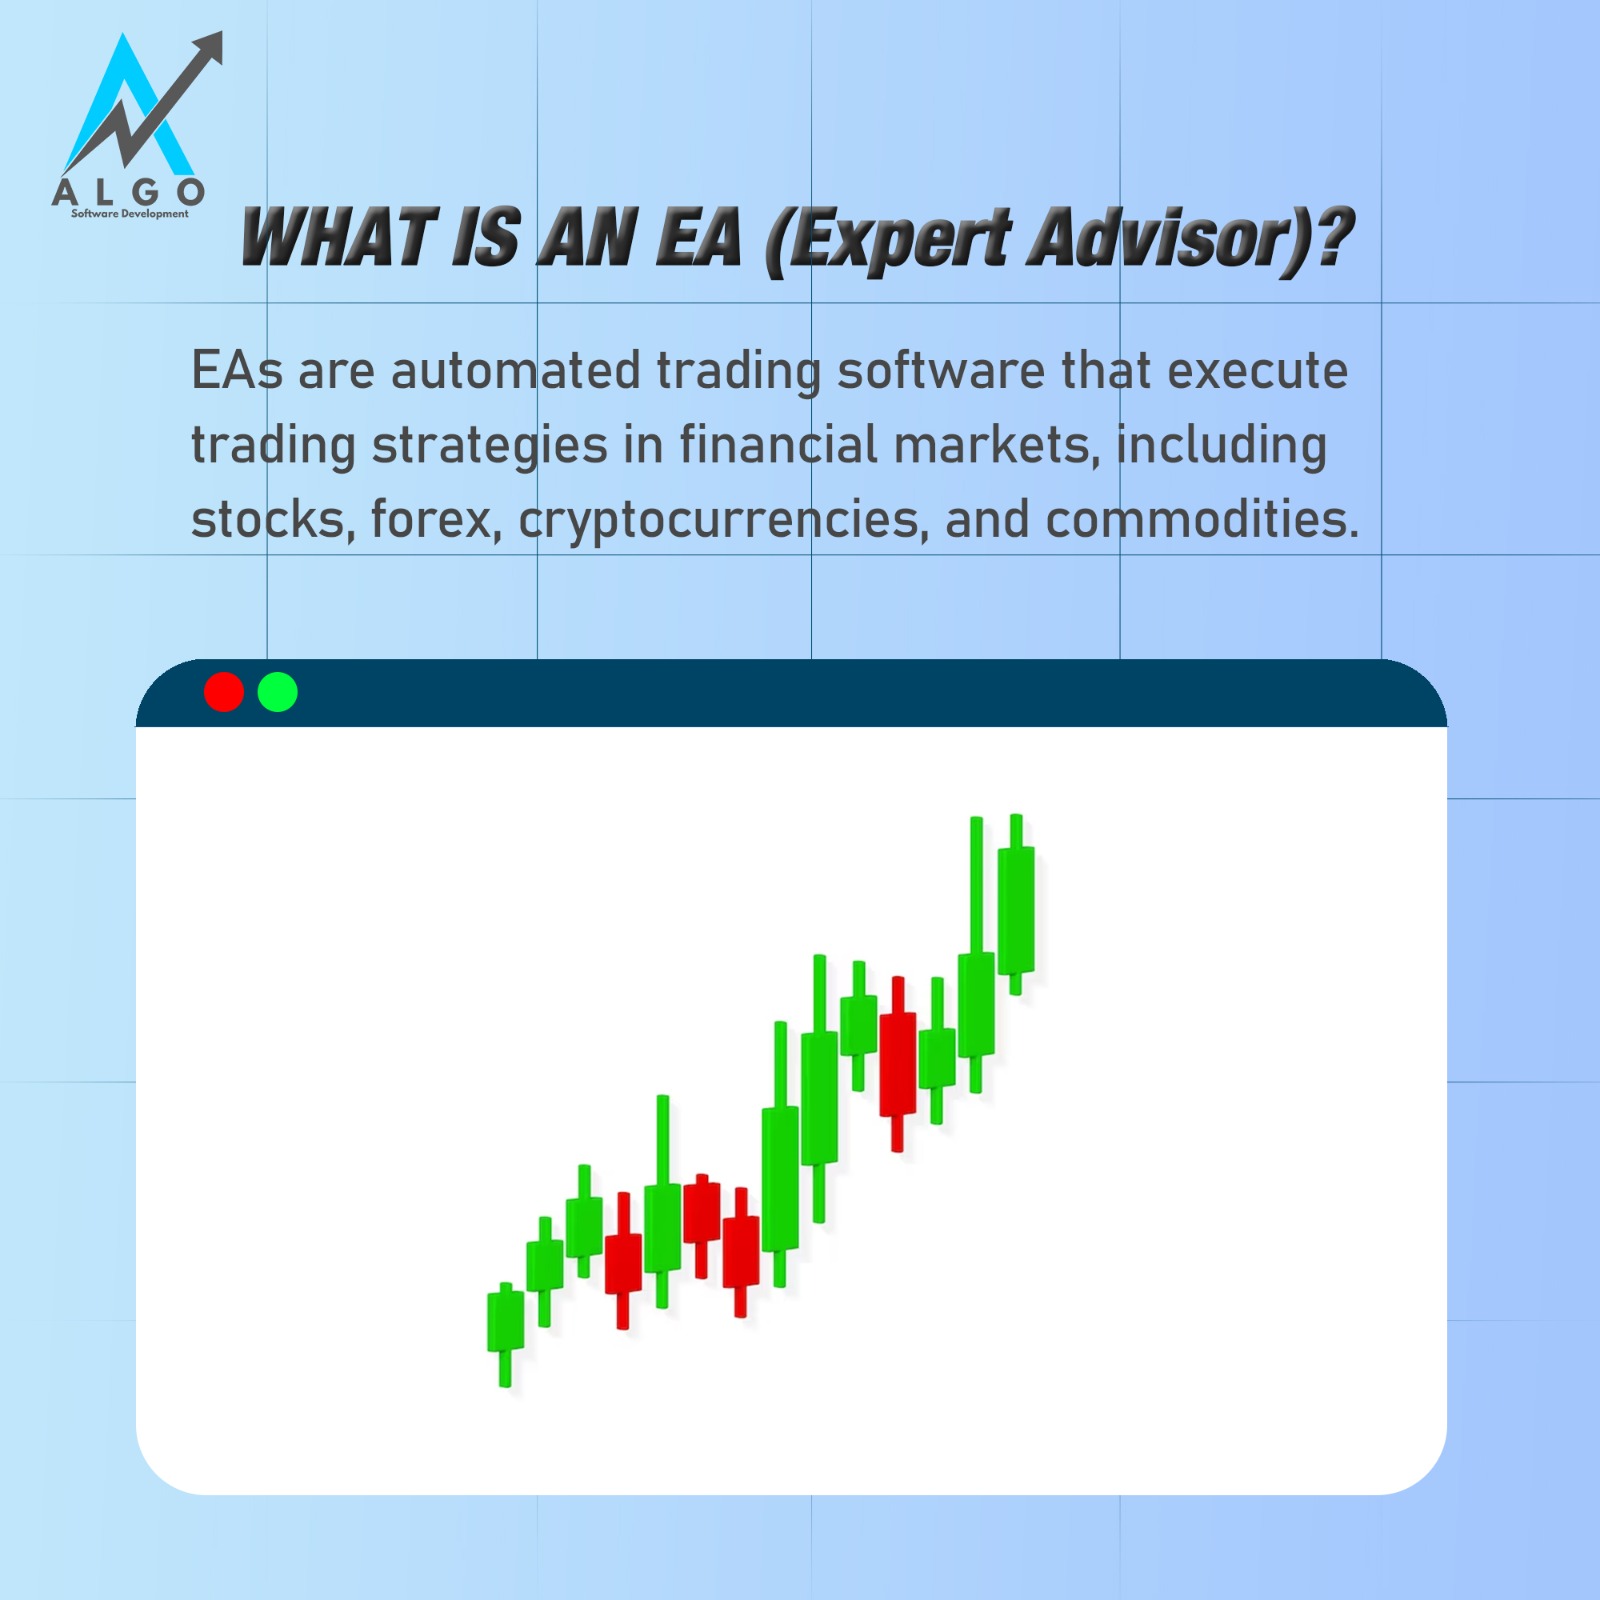 ALGO
Software Development
WHAT IS AN EA (Expert Advisor)?
EAs are automated trading software that execute
trading strategies in financial markets, including
stocks, forex, cryptocurrencies, and commodities.